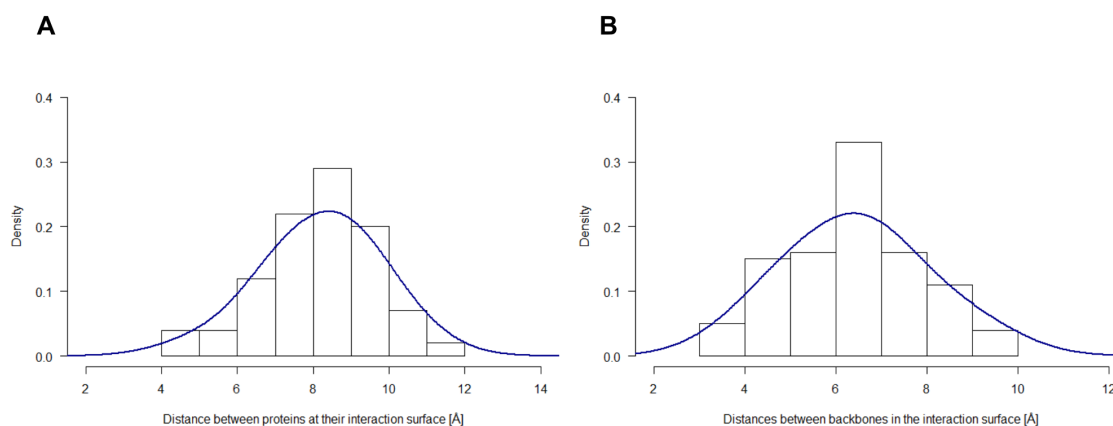 A
B
0.4
0.3
0.2
0.1
0.0
Density
2 4 6 8 10 12 14
Distance between proteins at their interaction surface [Å]
0.4
0.3
0.2
0.1
0.0
Density
2 4 6 8 10 12
Distances between backbones in the interaction surface [Å]